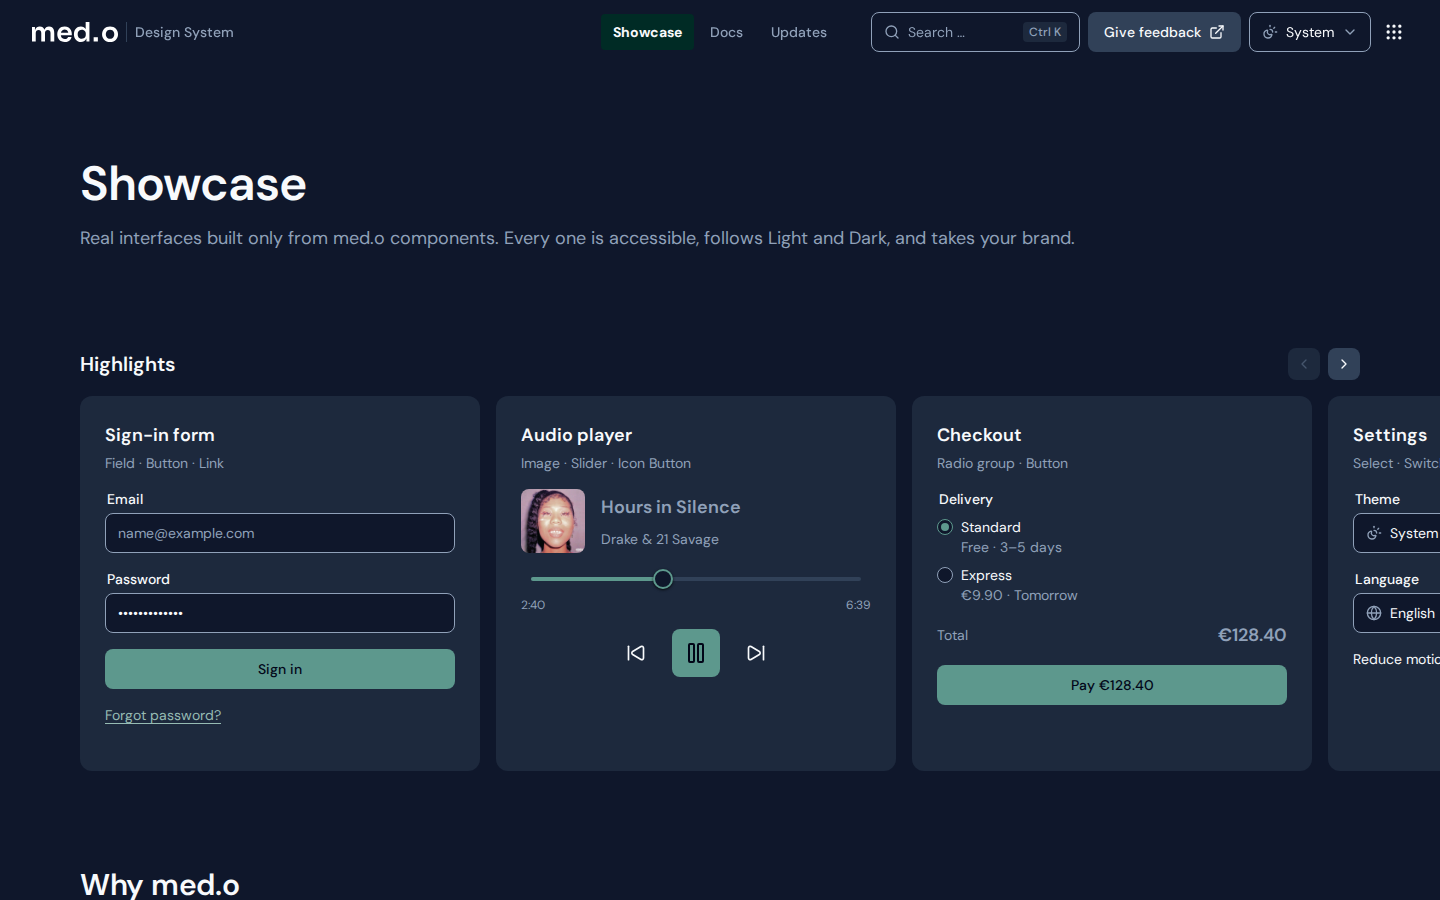 med.o
Design System
Showcase
Docs
Updates
Search ...
Ctrl K
Give feedback
System
Showcase
Real interfaces built only from med.o components. Every one is accessible, follows Light and Dark, and takes your brand.
Highlights
Sign-in form
Field · Button · Link
Email
name@example.com
Password
•••••••••••••
Sign in
Forgot password?
Audio player
Image · Slider · Icon Button
Hours in Silence
Drake & 21 Savage
2:40
6:39
Checkout
Radio group · Button
Delivery
Standard
Free · 3–5 days
Express
€9.90 · Tomorrow
Total
€128.40
Pay €128.40
Settings
Select · Switc
Theme
System
Language
English
Reduce motio
Why med.o